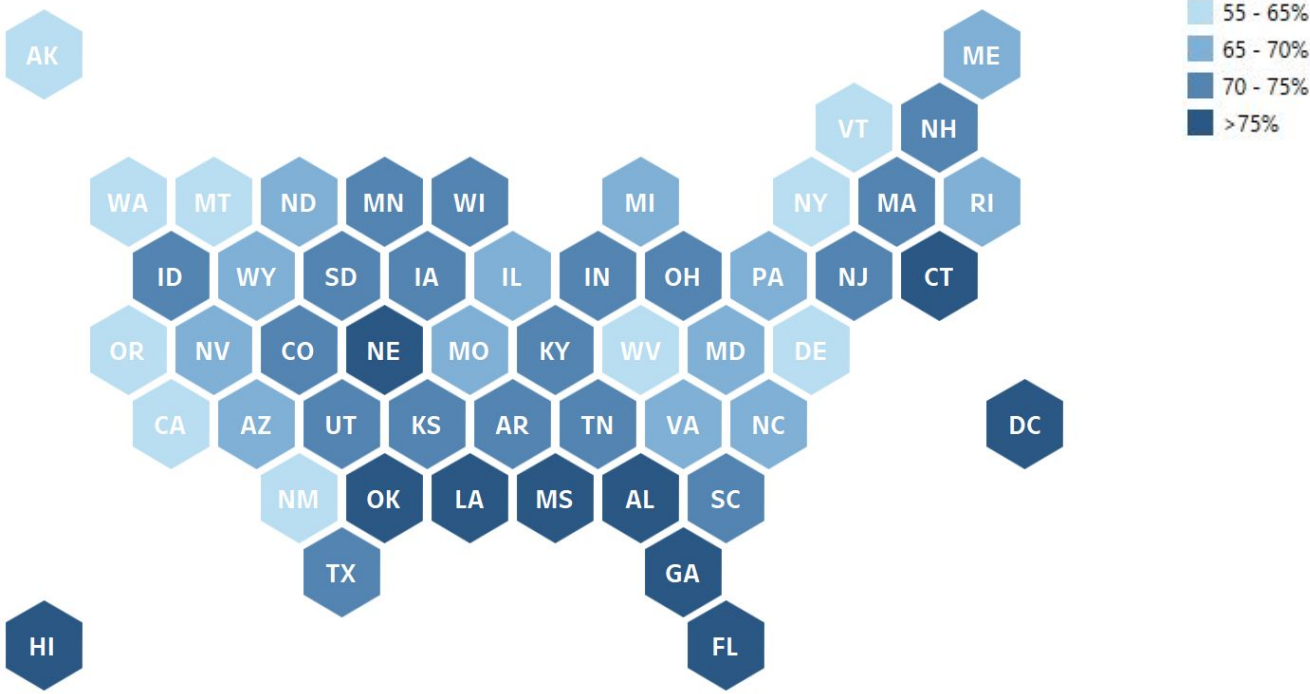 55 - 65%
65 - 70%
70 - 75%
>75%
AK
ME
VT NH
WA MT ND MN WI MI NY MA RI
ID WY SD IA IL IN OH PA NJ CT
OR NV CO NE MO KY WV MD DE
CA AZ UT KS AR TN VA NC DC
NM OK LA MS AL SC
TX GA
HI FL